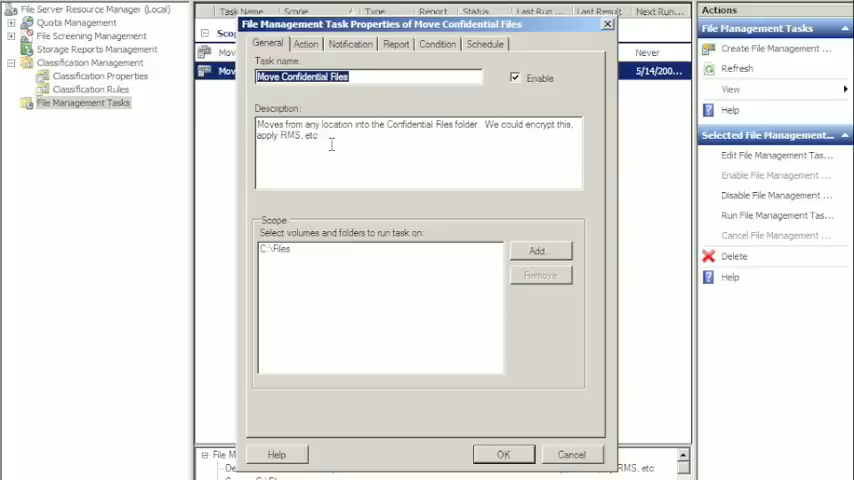 File Server Resource Manager (Local)
Quota Management
File Screening Management
Storage Reports Management
Classification Management
Classification Properties
Classification Rules
File Management Tasks
Task Name
Scope
Type
Report
Status
Last Run ...
Last Result
Next Run...
Never
5/14/200...
File Management Task Properties of Move Confidential Files
General
Action
Notification
Report
Condition
Schedule
Task name:
Move Confidential Files
Enable
Description:
Moves from any location into the Confidential Files folder. We could encrypt this,
apply RMS, etc
Scope
Select volumes and folders to run task on:
C:\Files
Add...
Remove
Help
OK
Cancel
Actions
File Management Tasks
Create File Management ...
Refresh
View
Help
Selected File Management...
Edit File Management Tas...
Enable File Management ...
Disable File Management ...
Run File Management Tas...
Cancel File Management ...
Delete
Help